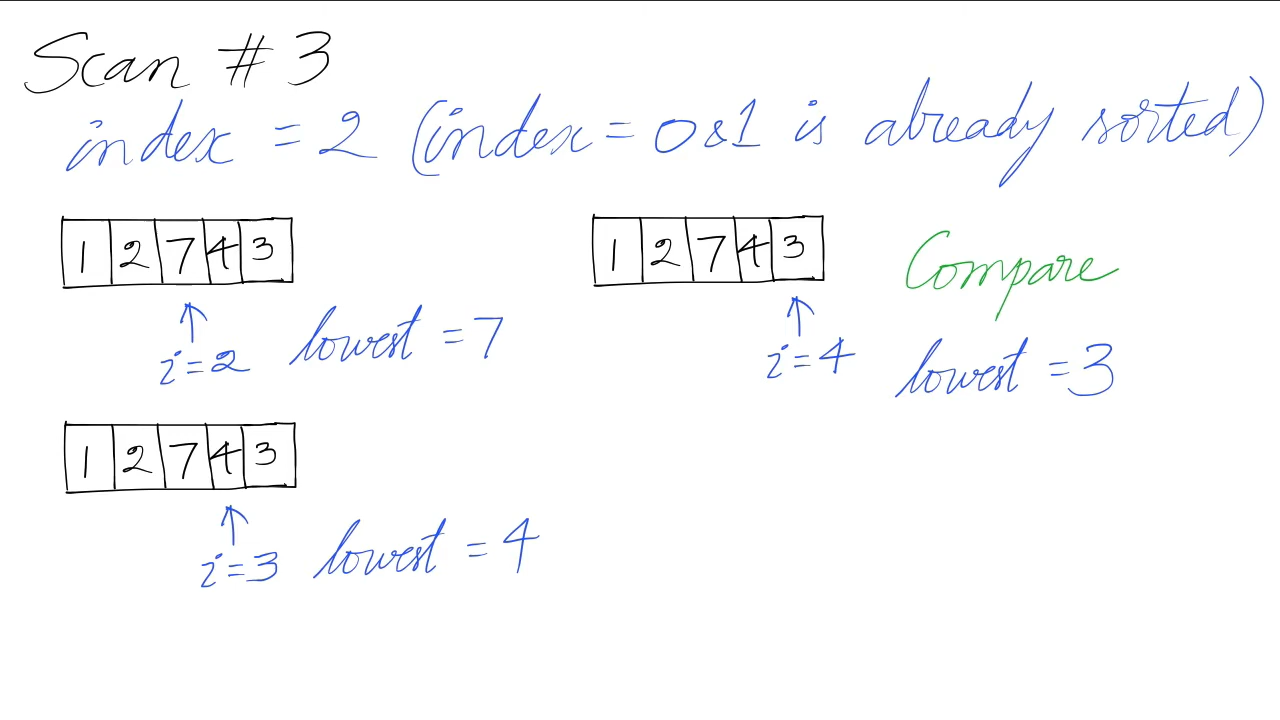 Scan # 3
index = 2 (index = 0 & 1 is already sorted)
1 2 7 4 3
i=2 lowest = 7
1 2 7 4 3
i=3 lowest = 4
1 2 7 4 3
Compare
i=4 lowest = 3